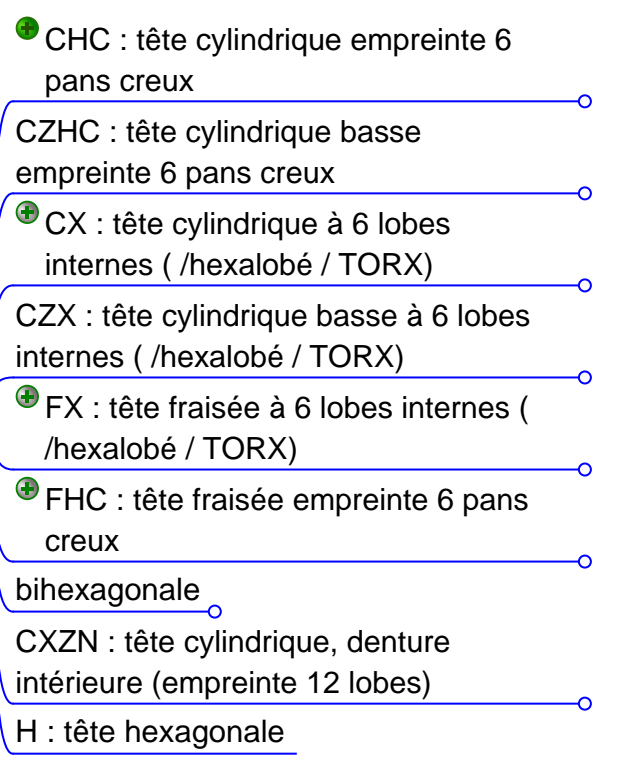 CHC : tête cylindrique empreinte 6
pans creux
CZHC : tête cylindrique basse
empreinte 6 pans creux
CX : tête cylindrique à 6 lobes
internes ( /hexalobé / TORX)
CZX : tête cylindrique basse à 6 lobes
internes ( /hexalobé / TORX)
FX : tête fraisée à 6 lobes internes (
/hexalobé / TORX)
FHC : tête fraisée empreinte 6 pans
creux
bihexagonale
CXZN : tête cylindrique, denture
intérieure (empreinte 12 lobes)
H : tête hexagonale